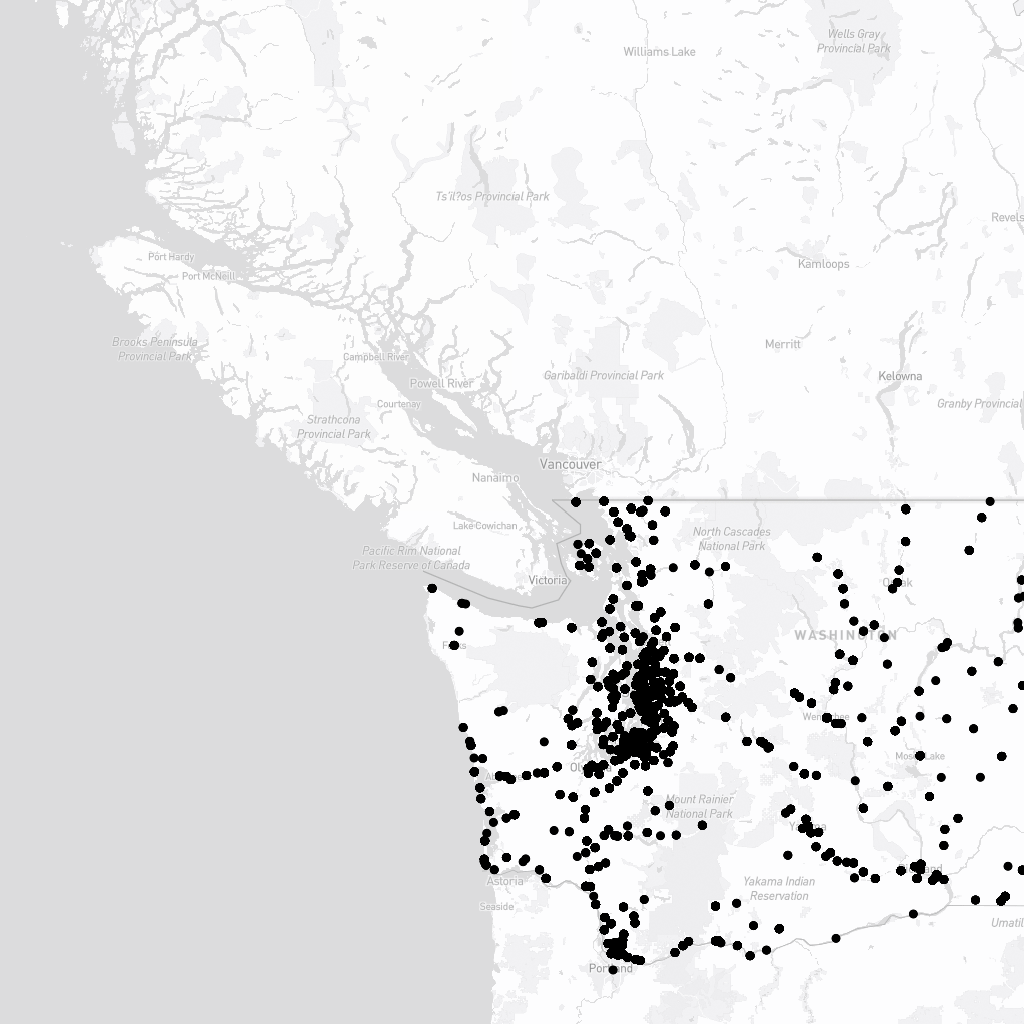 Williams Lake
Wells Gray
Provincial Park
Ts'il?os Provincial Park
Revels
Port Hardy
Port McNeill
Kamloops
Brooks Peninsula
Provincial Park
Merritt
Campbell River
Powell River
Garibaldi Provincial Park
Kelowna
Courtenay
Granby Provincial
Strathcona
Provincial Park
Vancouver
Nanaimo
Lake Cowichan
North Cascades
National Park
Pacific Rim National
Park Reserve of Canada
Victoria
WASHINGTON
Mount Rainier
National Park
Astoria
Yakama Indian
Reservation
Seaside
Umatil
Portland